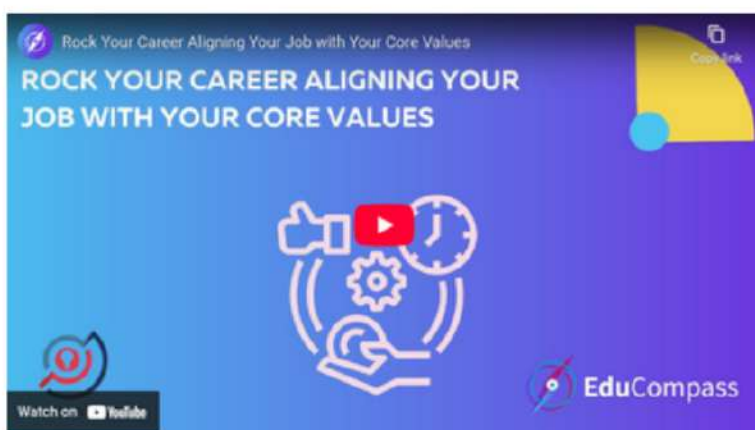 Rock Your Career Aligning Your Job with Your Core Values
Copy link
ROCK YOUR CAREER ALIGNING YOUR
JOB WITH YOUR CORE VALUES
EduCompass
Watch on YouTube